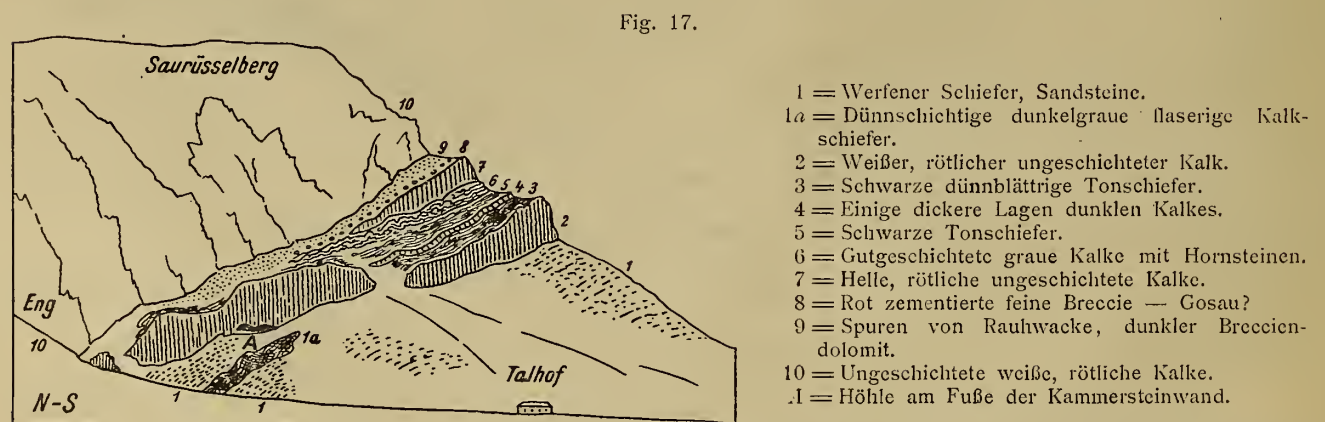 Fig. 17.
Saurüsselberg
10
9 8
7
6 5 4 3
2
1
Eng
10
A
1a
Talhof
N-S
1
1
1 = Werfener Schiefer, Sandsteine.
1a = Dünnschichtige dunkelgraue flaserige Kalk-
schiefer.
2 = Weißer, rötlicher ungeschichteter Kalk.
3 = Schwarze dünnblättrige Tonschiefer.
4 = Einige dickere Lagen dunklen Kalkes.
5 = Schwarze Tonschiefer.
6 = Gutgeschichtete graue Kalke mit Hornsteinen.
7 = Helle, rötliche ungeschichtete Kalke.
8 = Rot zementierte feine Breccie — Gosau?
9 = Spuren von Rauhwacke, dunkler Breccien-
dolomit.
10 = Ungeschichtete weiße, rötliche Kalke.
A = Höhle am Fuße der Kammersteinwand.